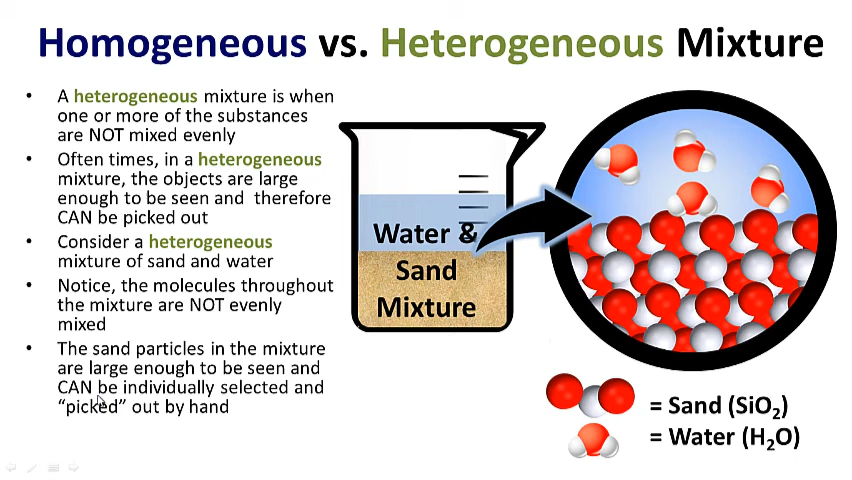 Homogeneous vs. Heterogeneous Mixture
• A heterogeneous mixture is when
one or more of the substances
are NOT mixed evenly
• Often times, in a heterogeneous
mixture, the objects are large
enough to be seen and therefore
CAN be picked out
• Consider a heterogeneous
mixture of sand and water
• Notice, the molecules throughout
the mixture are NOT evenly
mixed
• The sand particles in the mixture
are large enough to be seen and
CAN be individually selected and
“picked” out by hand
Water &
Sand
Mixture
= Sand (SiO₂)
= Water (H₂O)